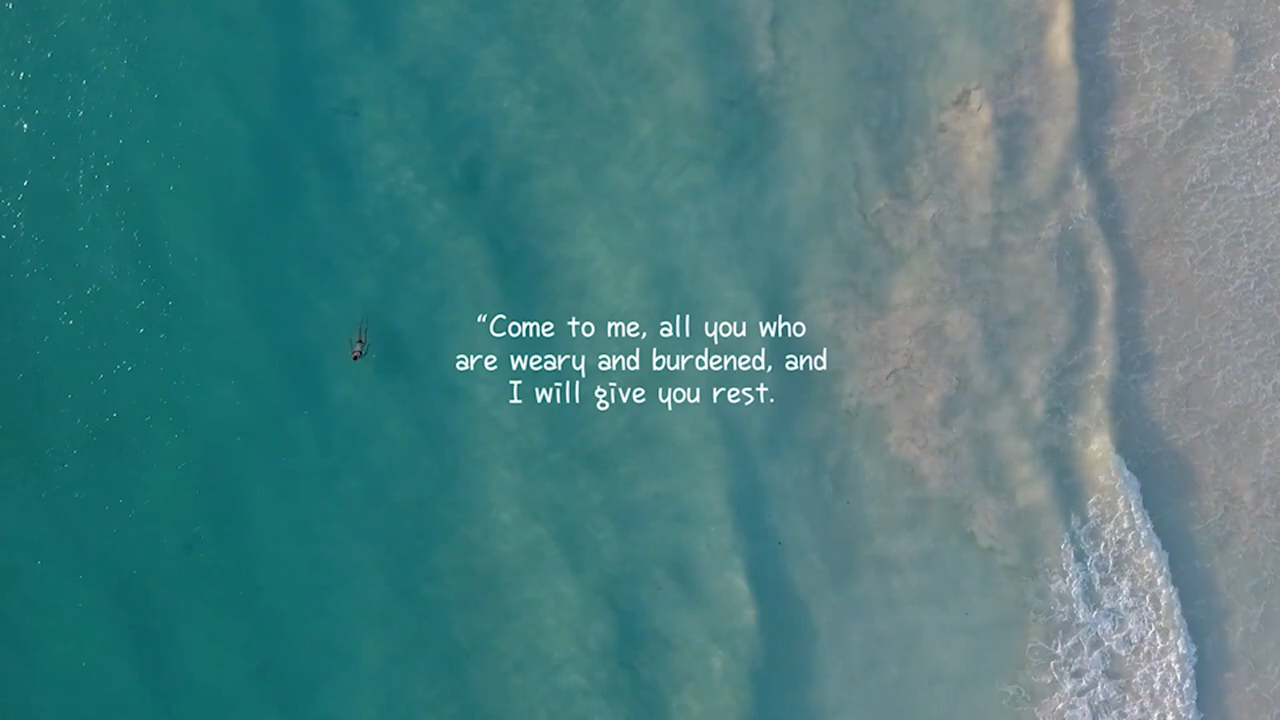 “Come to me, all you who
are weary and burdened, and
I will give you rest.